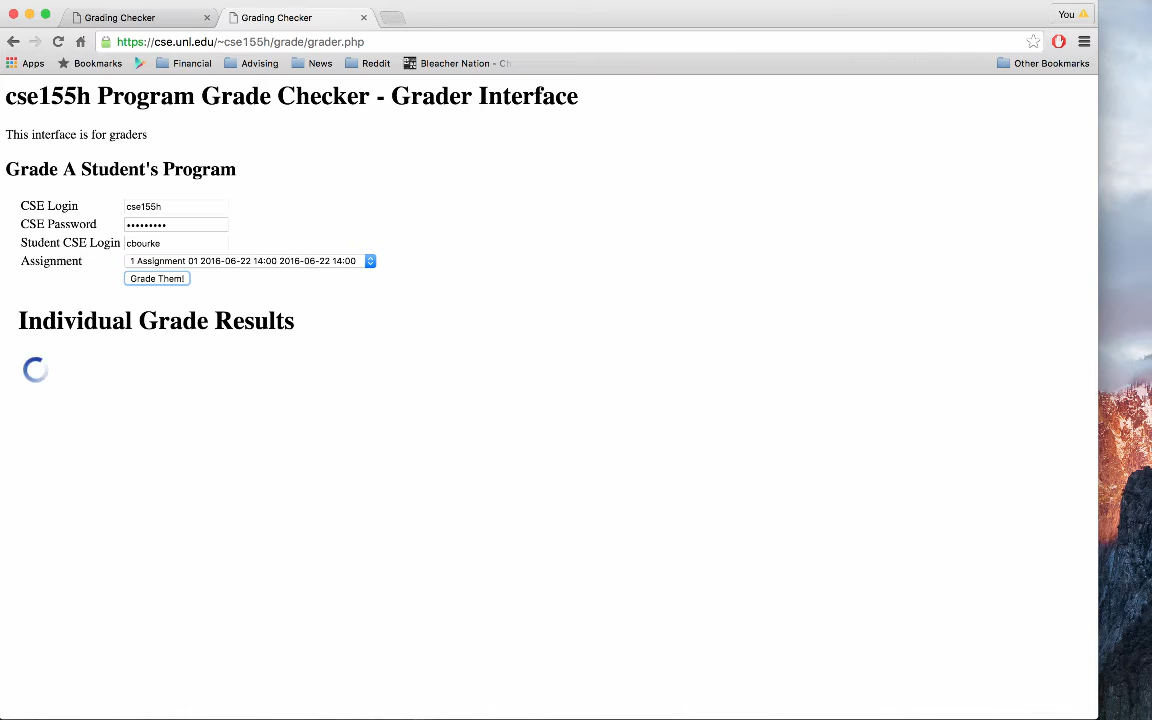 Grading Checker
Grading Checker
You
https://cse.unl.edu/~cse155h/grade/grader.php
Apps Bookmarks Financial Advising News Reddit Bleacher Nation - Ch Other Bookmarks
cse155h Program Grade Checker - Grader Interface
This interface is for graders
Grade A Student's Program
CSE Login cse155h
CSE Password •••••••••
Student CSE Login cbourke
Assignment 1 Assignment 01 2016-06-22 14:00 2016-06-22 14:00
Grade Them!
Individual Grade Results